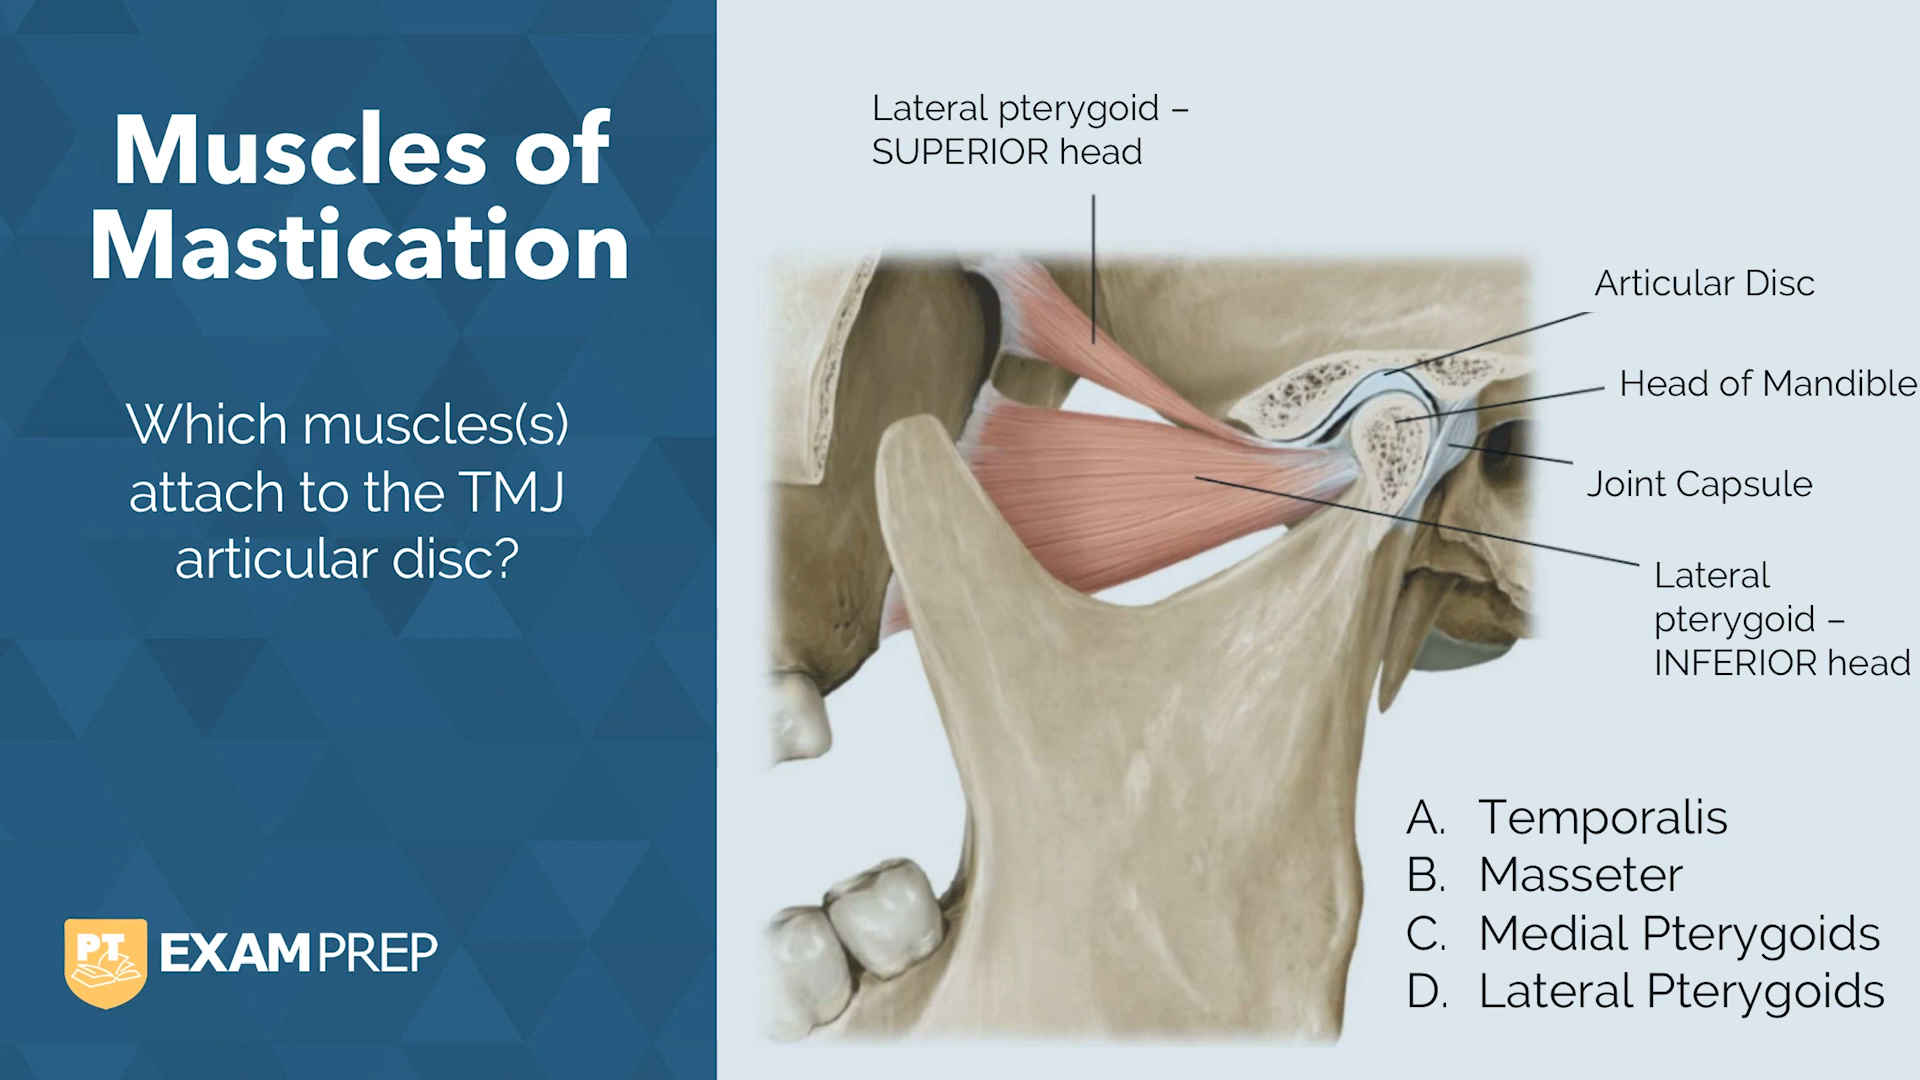 Muscles of
Mastication
Which muscles(s)
attach to the TMJ
articular disc?
PT
EXAMPREP
Lateral pterygoid –
SUPERIOR head
Articular Disc
Head of Mandible
Joint Capsule
Lateral
pterygoid –
INFERIOR head
A. Temporalis
B. Masseter
C. Medial Pterygoids
D. Lateral Pterygoids